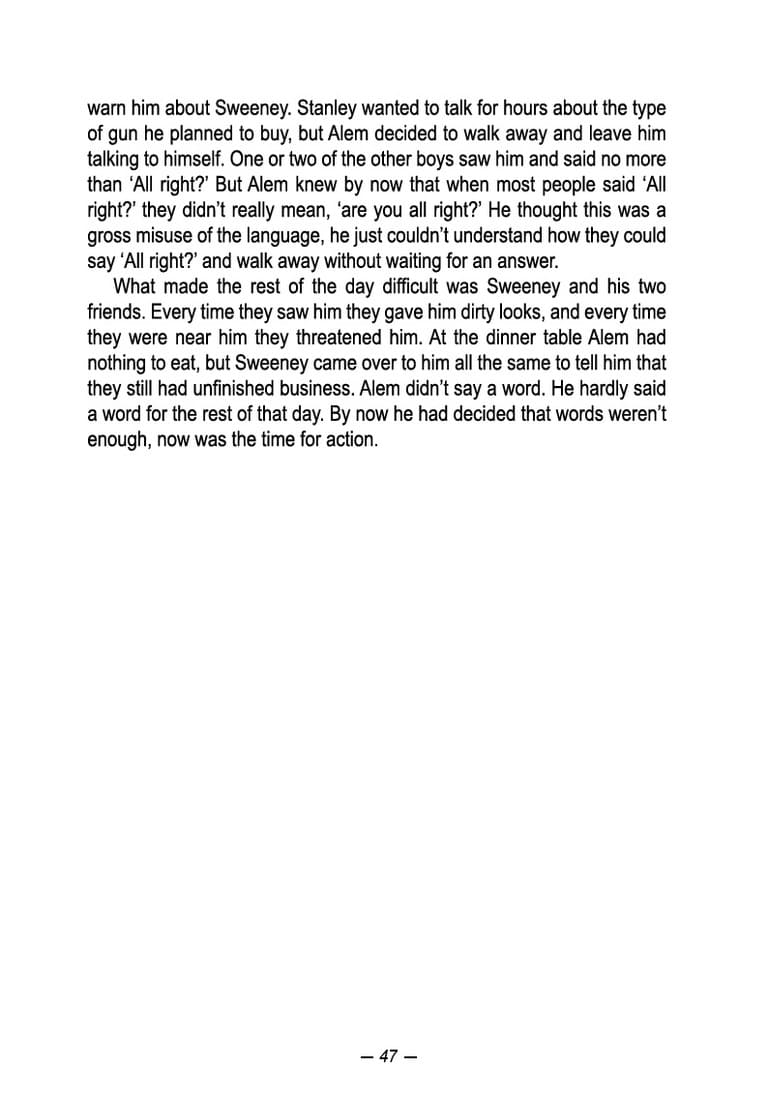 warn him about Sweeney. Stanley wanted to talk for hours about the type
of gun he planned to buy, but Alem decided to walk away and leave him
talking to himself. One or two of the other boys saw him and said no more
than ‘All right?’ But Alem knew by now that when most people said ‘All
right?’ they didn’t really mean, ‘are you all right?’ He thought this was a
gross misuse of the language, he just couldn’t understand how they could
say ‘All right?’ and walk away without waiting for an answer.
What made the rest of the day difficult was Sweeney and his two
friends. Every time they saw him they gave him dirty looks, and every time
they were near him they threatened him. At the dinner table Alem had
nothing to eat, but Sweeney came over to him all the same to tell him that
they still had unfinished business. Alem didn’t say a word. He hardly said
a word for the rest of that day. By now he had decided that words weren’t
enough, now was the time for action.
— 47 —